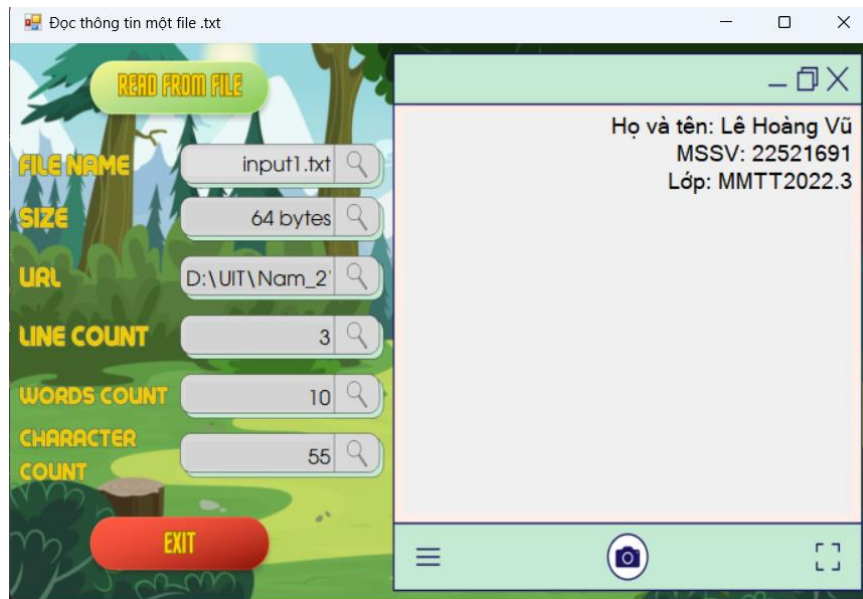 Đọc thông tin một file .txt
READ FROM FILE
FILE NAME
input1.txt
SIZE
64 bytes
URL
D:\UIT\Nam_2
LINE COUNT
3
WORDS COUNT
10
CHARACTER
COUNT
55
EXIT
Họ và tên: Lê Hoàng Vũ
MSSV: 22521691
Lớp: MMTT2022.3